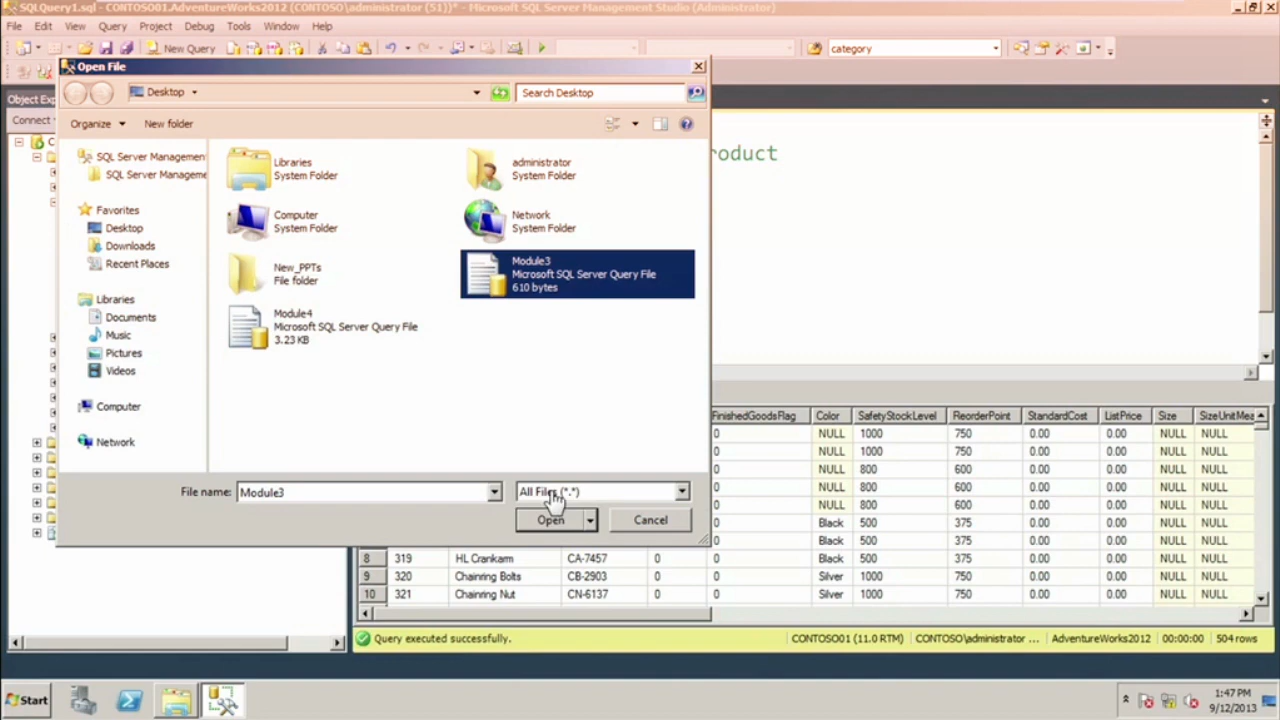 SQLQuery1.sql - CONTOSO01.AdventureWorks2012 (CONTOSO\administrator (51))* - Microsoft SQL Server Management Studio (Administrator)
File Edit View Query Project Debug Tools Window Help
New Query
category
Open File
Desktop
Search Desktop
Organize New folder
Object Exp
Connect
SQL Server Management
SQL Server Manageme
Favorites
Desktop
Downloads
Recent Places
Libraries
Documents
Music
Pictures
Videos
Computer
Network
Libraries
System Folder
administrator
System Folder
Computer
System Folder
Network
System Folder
New_PPTs
File folder
Module3
Microsoft SQL Server Query File
610 bytes
Module4
Microsoft SQL Server Query File
3.23 KB
File name: Module3 All Files (*.*)
Open Cancel
roduct
FinishedGoodsFlag Color SafetyStockLevel ReorderPoint StandardCost ListPrice Size SizeUnitMea
0 NULL 1000 750 0.00 0.00 NULL NULL
0 NULL 1000 750 0.00 0.00 NULL NULL
0 NULL 800 600 0.00 0.00 NULL NULL
0 NULL 800 600 0.00 0.00 NULL NULL
0 NULL 800 600 0.00 0.00 NULL NULL
0 Black 500 375 0.00 0.00 NULL NULL
0 Black 500 375 0.00 0.00 NULL NULL
8 319 HL Crankarm CA-7457 0 0 Black 500 375 0.00 0.00 NULL NULL
9 320 Chainring Bolts CB-2903 0 0 Silver 1000 750 0.00 0.00 NULL NULL
10 321 Chainring Nut CN-6137 0 0 Silver 1000 750 0.00 0.00 NULL NULL
Query executed successfully. CONTOSO01 (11.0 RTM) CONTOSO\administrator ... AdventureWorks2012 00:00:00 504 rows
Start
1:47 PM
9/12/2013